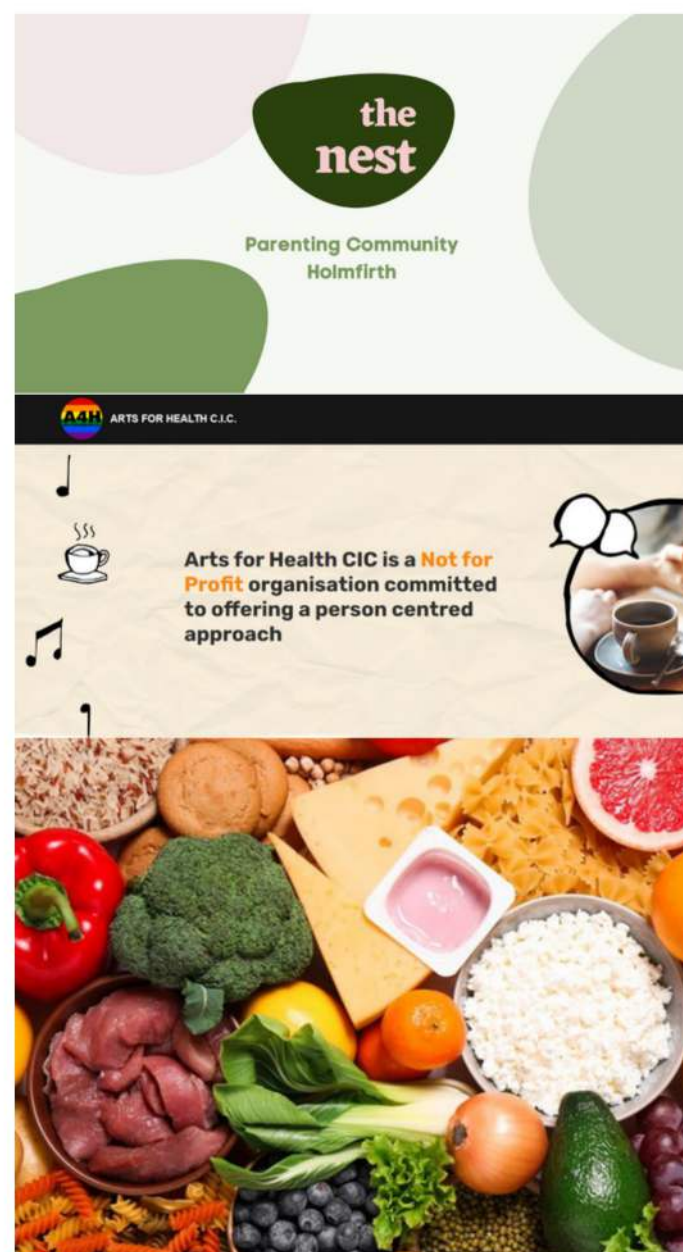 the
nest
Parenting Community
Holmfirth
A4H ARTS FOR HEALTH C.I.C.
Arts for Health CIC is a Not for
Profit organisation committed
to offering a person centred
approach